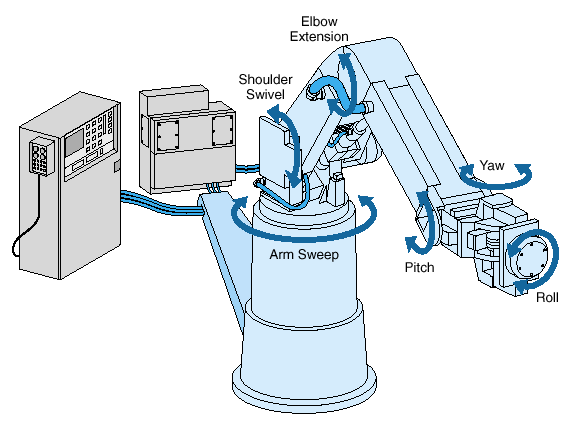 Elbow
Extension
Shoulder
Swivel
Yaw
Arm Sweep
Pitch
Roll